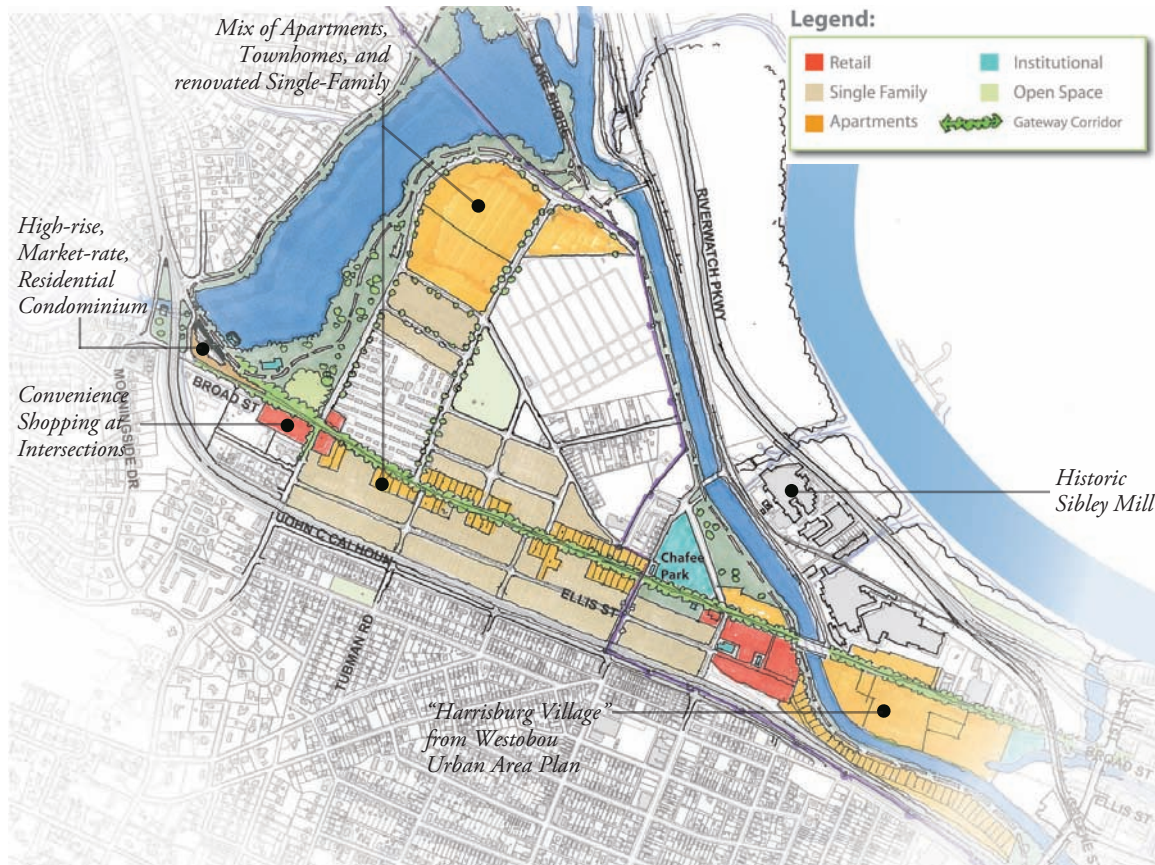 Legend:
Retail
Single Family
Apartments
Institutional
Open Space
Gateway Corridor
Mix of Apartments,
Townhomes, and
renovated Single-Family
LAKE SHORE
High-rise,
Market-rate,
Residential
Condominium
RIVERWATCH PKWY
BROAD ST
Convenience
Shopping at
Intersections
MORNINGSIDE DR
Historic
Sibley Mill
JOHN C CALHOUN
Chafee
Park
ELLIS ST
TUBMAN RD
"Harrisburg Village"
from Westobou
Urban Area Plan
BROAD ST
ELLIS ST